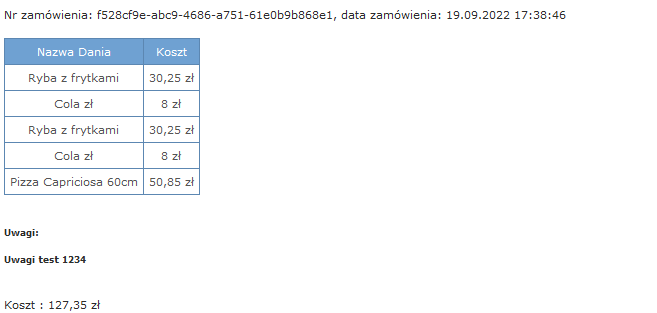 Nr zamówienia: f528cf9e-abc9-4686-a751-61e0b9b868e1, data zamówienia: 19.09.2022 17:38:46
Nazwa Dania Koszt
Ryba z frytkami 30,25 zł
Cola zł 8 zł
Ryba z frytkami 30,25 zł
Cola zł 8 zł
Pizza Capriciosa 60cm 50,85 zł
Uwagi:
Uwagi test 1234
Koszt : 127,35 zł